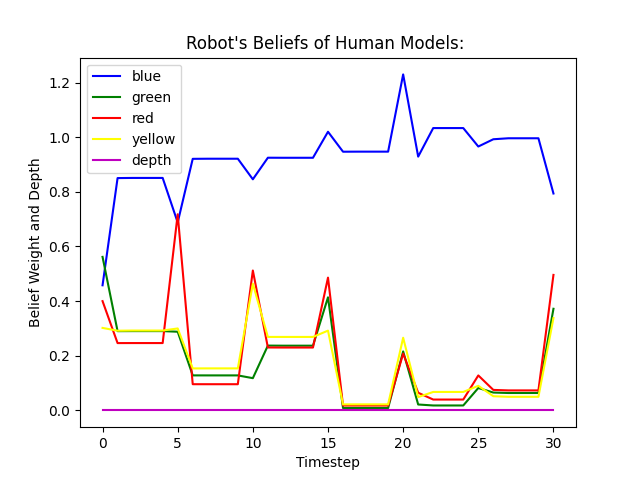 Robot's Beliefs of Human Models:
blue
green
red
yellow
depth
Belief Weight and Depth
1.2
1.0
0.8
0.6
0.4
0.2
0.0
0 5 10 15 20 25 30
Timestep